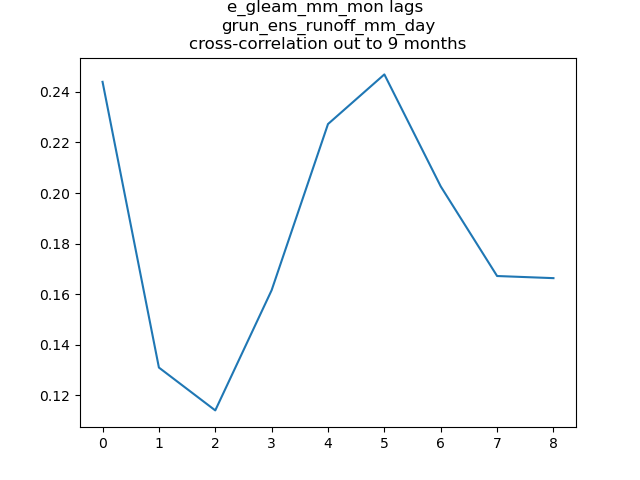 e_gleam_mm_mon lags
grun_ens_runoff_mm_day
cross-correlation out to 9 months
0.24
0.22
0.20
0.18
0.16
0.14
0.12
0 1 2 3 4 5 6 7 8